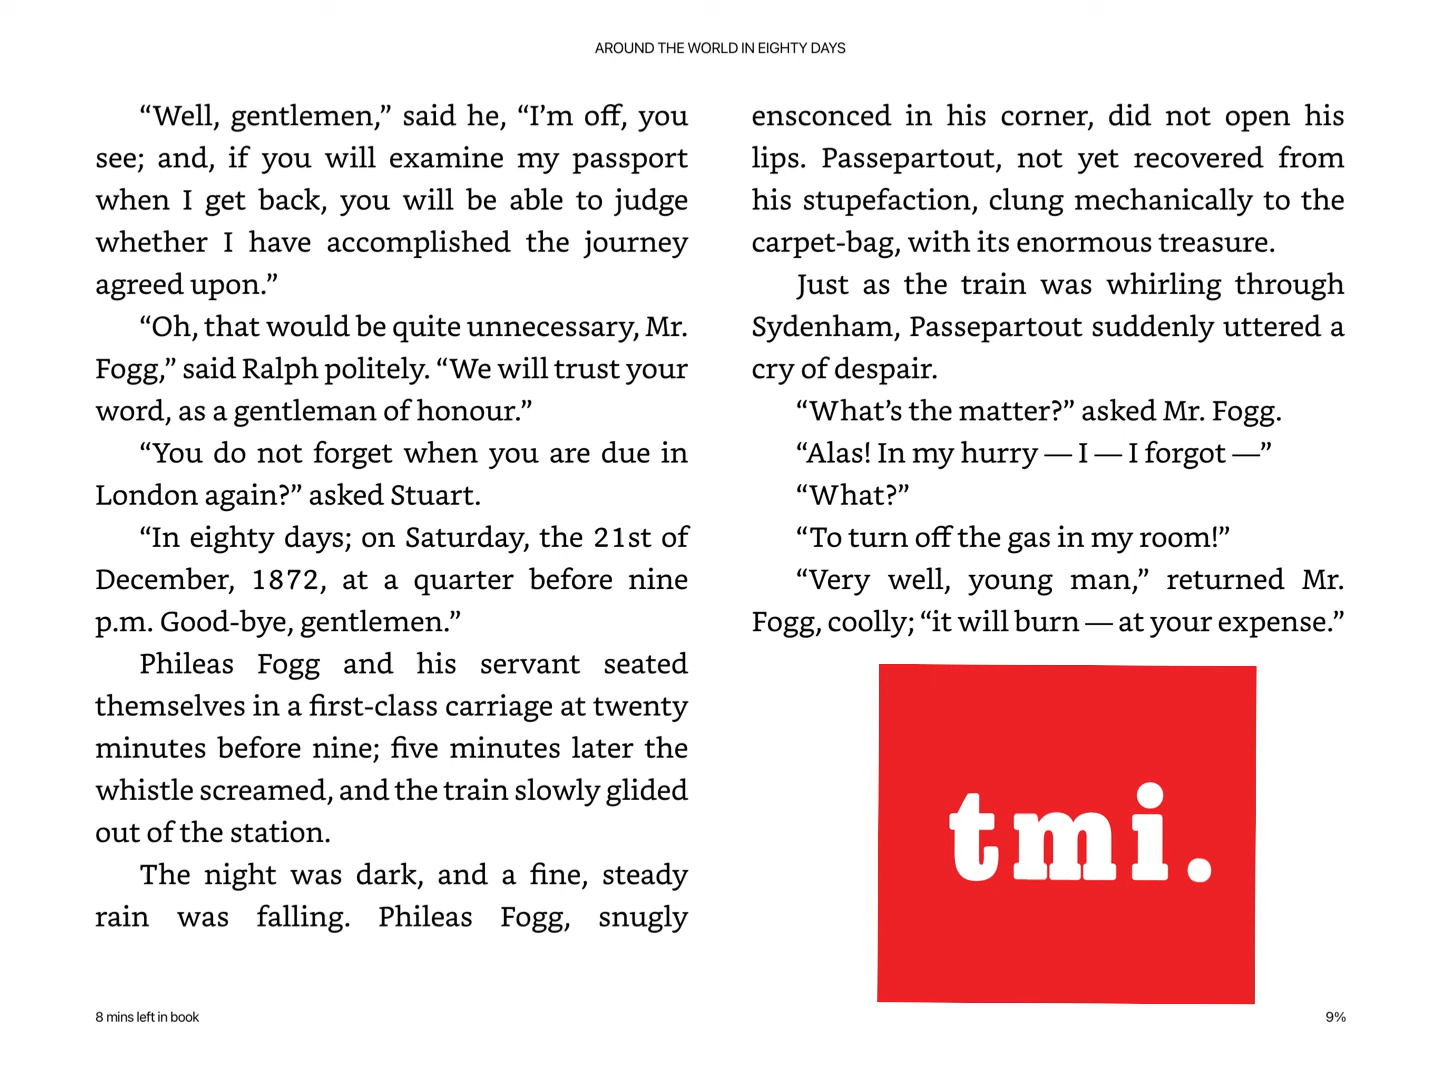 AROUND THE WORLD IN EIGHTY DAYS
“Well, gentlemen,” said he, “I’m off, you
see; and, if you will examine my passport
when I get back, you will be able to judge
whether I have accomplished the journey
agreed upon.”
“Oh, that would be quite unnecessary, Mr.
Fogg,” said Ralph politely. “We will trust your
word, as a gentleman of honour.”
“You do not forget when you are due in
London again?” asked Stuart.
“In eighty days; on Saturday, the 21st of
December, 1872, at a quarter before nine
p.m. Good-bye, gentlemen.”
Phileas Fogg and his servant seated
themselves in a first-class carriage at twenty
minutes before nine; five minutes later the
whistle screamed, and the train slowly glided
out of the station.
The night was dark, and a fine, steady
rain was falling. Phileas Fogg, snugly
ensconced in his corner, did not open his
lips. Passepartout, not yet recovered from
his stupefaction, clung mechanically to the
carpet-bag, with its enormous treasure.
Just as the train was whirling through
Sydenham, Passepartout suddenly uttered a
cry of despair.
“What’s the matter?” asked Mr. Fogg.
“Alas! In my hurry — I — I forgot —”
“What?”
“To turn off the gas in my room!”
“Very well, young man,” returned Mr.
Fogg, coolly; “it will burn — at your expense.”
tmi.
8 mins left in book
9%